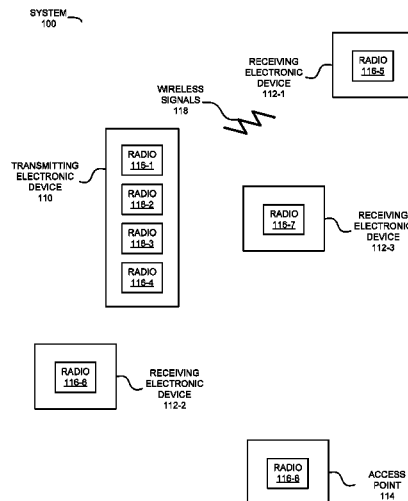 SYSTEM
100
RECEIVING
ELECTRONIC
DEVICE
112-1
RADIO
116-5
WIRELESS
SIGNALS
118
TRANSMITTING
ELECTRONIC
DEVICE
110
RADIO
116-1
RADIO
116-2
RADIO
116-3
RADIO
116-4
RADIO
116-7
RECEIVING
ELECTRONIC
DEVICE
112-3
RADIO
116-6
RECEIVING
ELECTRONIC
DEVICE
112-2
RADIO
116-8
ACCESS
POINT
114